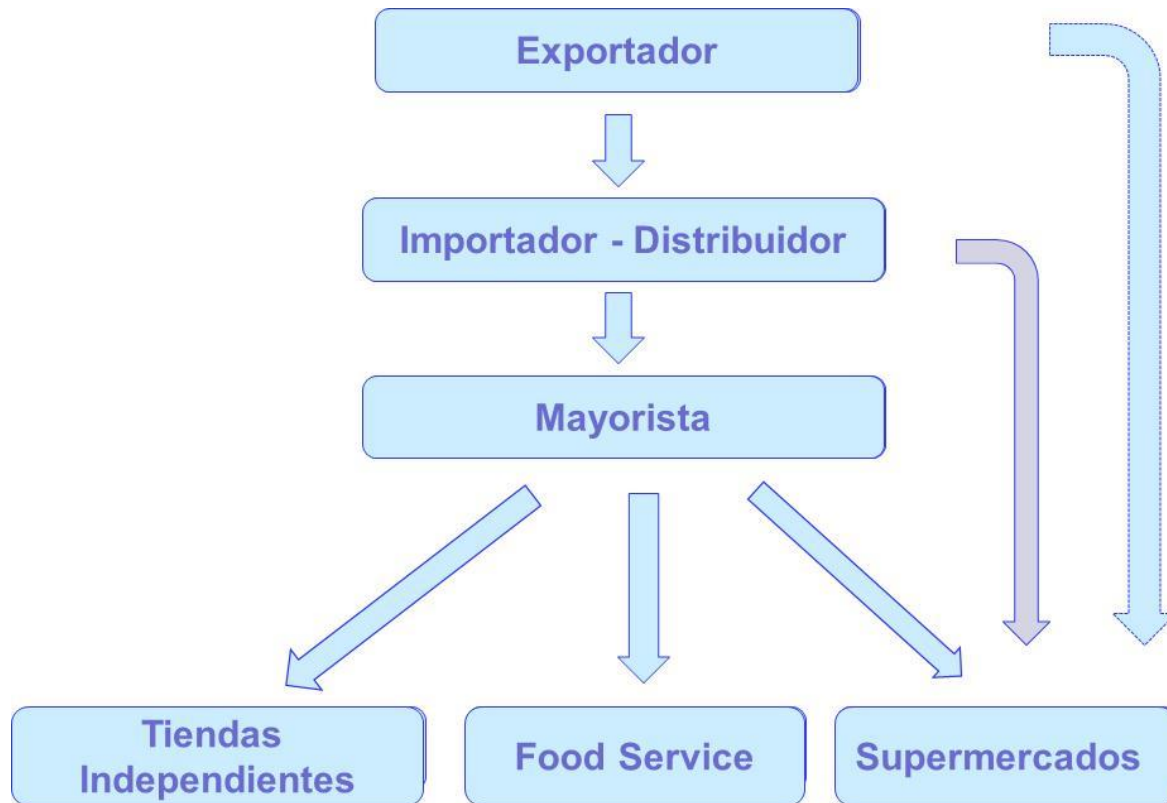 Exportador
Importador - Distribuidor
Mayorista
Tiendas
Independientes
Food Service
Supermercados